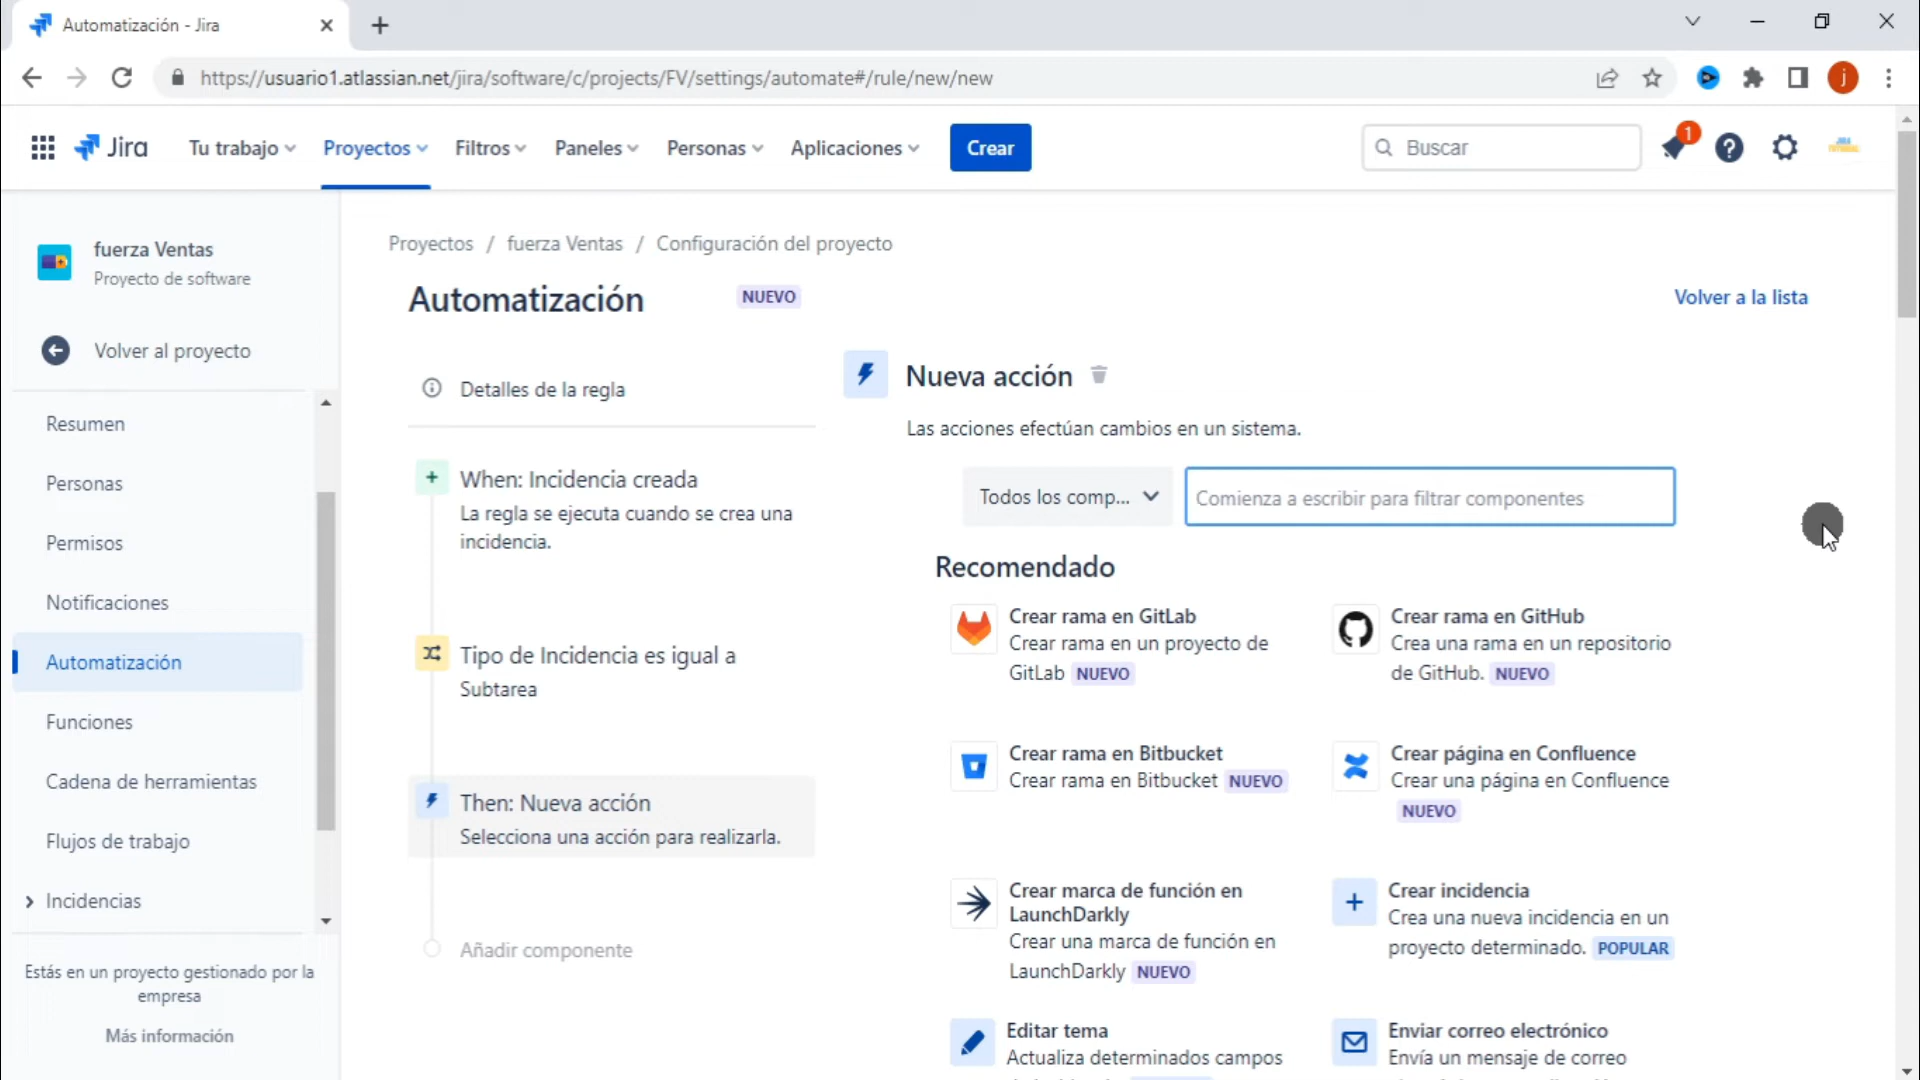 Automatización - Jira
https://usuario1.atlassian.net/jira/software/c/projects/FV/settings/automate#/rule/new/new
j
Jira
Tu trabajo
Proyectos
Filtros
Paneles
Personas
Aplicaciones
Crear
Buscar
1
fuerza Ventas
Proyecto de software
Volver al proyecto
Resumen
Personas
Permisos
Notificaciones
Automatización
Funciones
Cadena de herramientas
Flujos de trabajo
Incidencias
Estás en un proyecto gestionado por la
empresa
Más información
Proyectos / fuerza Ventas / Configuración del proyecto
Automatización NUEVO
Volver a la lista
Detalles de la regla
When: Incidencia creada
La regla se ejecuta cuando se crea una
incidencia.
Tipo de Incidencia es igual a
Subtarea
Then: Nueva acción
Selecciona una acción para realizarla.
Añadir componente
Nueva acción
Las acciones efectúan cambios en un sistema.
Todos los comp...
Comienza a escribir para filtrar componentes
Recomendado
Crear rama en GitLab
Crear rama en un proyecto de
GitLab NUEVO
Crear rama en GitHub
Crea una rama en un repositorio
de GitHub. NUEVO
Crear rama en Bitbucket
Crear rama en Bitbucket NUEVO
Crear página en Confluence
Crear una página en Confluence
NUEVO
Crear marca de función en
LaunchDarkly
Crear una marca de función en
LaunchDarkly NUEVO
Crear incidencia
Crea una nueva incidencia en un
proyecto determinado. POPULAR
Editar tema
Actualiza determinados campos
Enviar correo electrónico
Envía un mensaje de correo